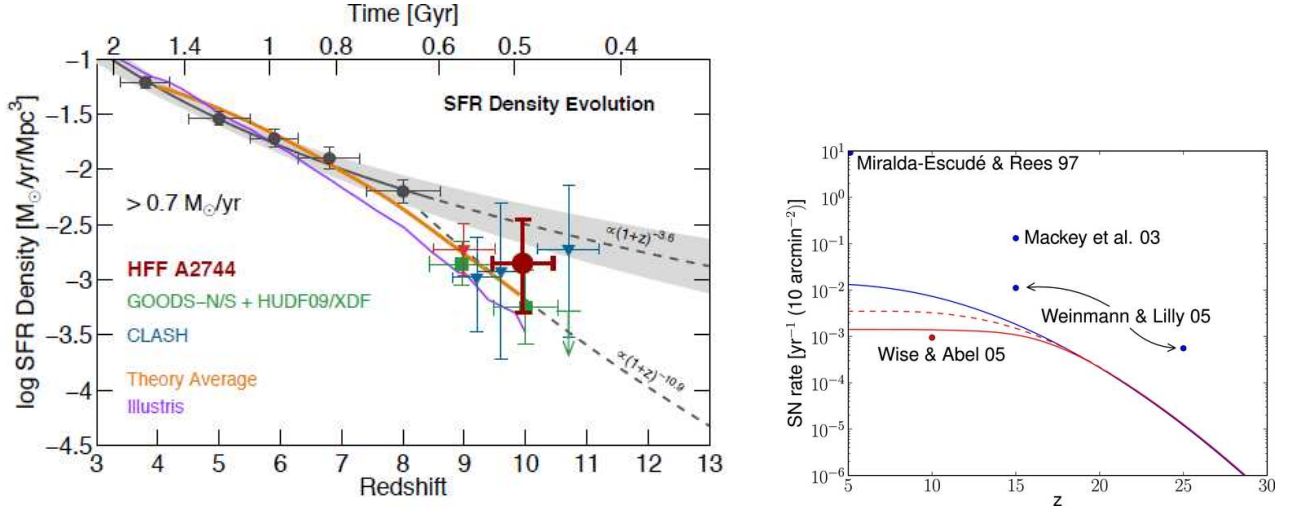 Time [Gyr]
2 1.4 1 0.8 0.6 0.5 0.4
−1
−1.5
−2
−2.5
−3
−3.5
−4
−4.5
log SFR Density [M☉/yr/Mpc³]
SFR Density Evolution
> 0.7 M☉/yr
HFF A2744
GOODS−N/S + HUDF09/XDF
CLASH
Theory Average
Illustris
∝(1+z)^−3.6
∝(1+z)^−10.9
3 4 5 6 7 8 9 10 11 12 13
Redshift
SN rate [yr⁻¹ (10 arcmin⁻²)]
10¹
10⁰
10⁻¹
10⁻²
10⁻³
10⁻⁴
10⁻⁵
10⁻⁶
Miralda-Escudé & Rees 97
Mackey et al. 03
Weinmann & Lilly 05
Wise & Abel 05
5 10 15 20 25 30
z